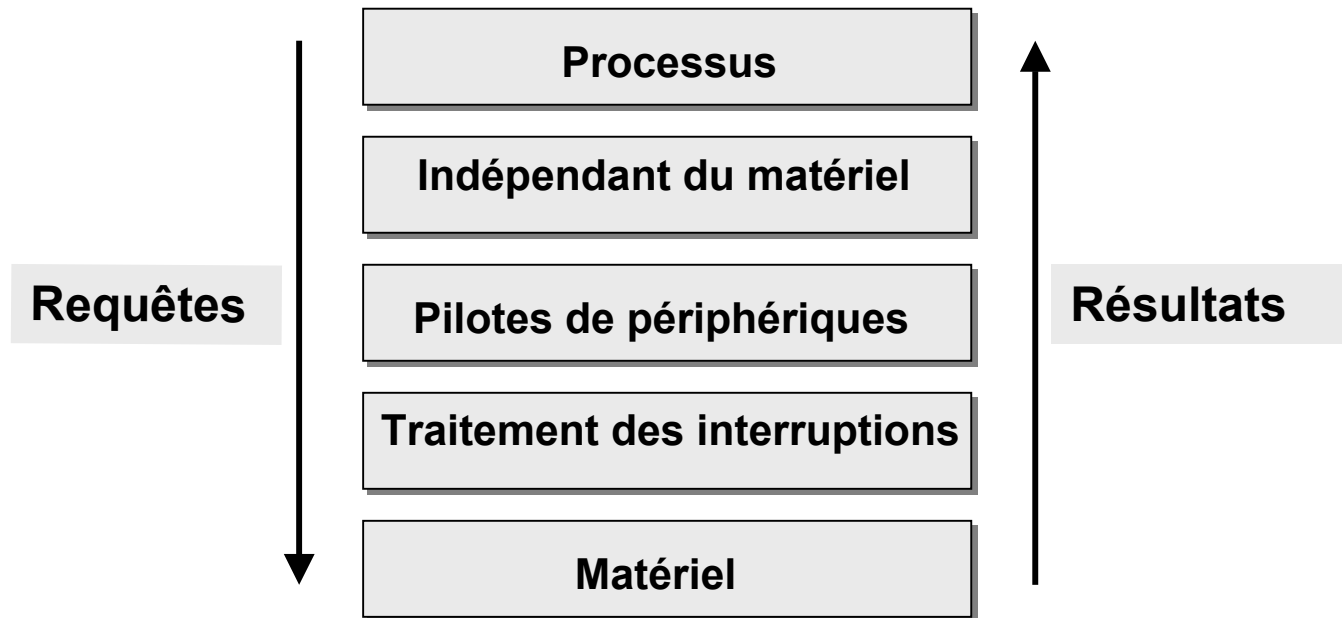 Processus
Indépendant du matériel
Requêtes
Pilotes de périphériques
Résultats
Traitement des interruptions
Matériel